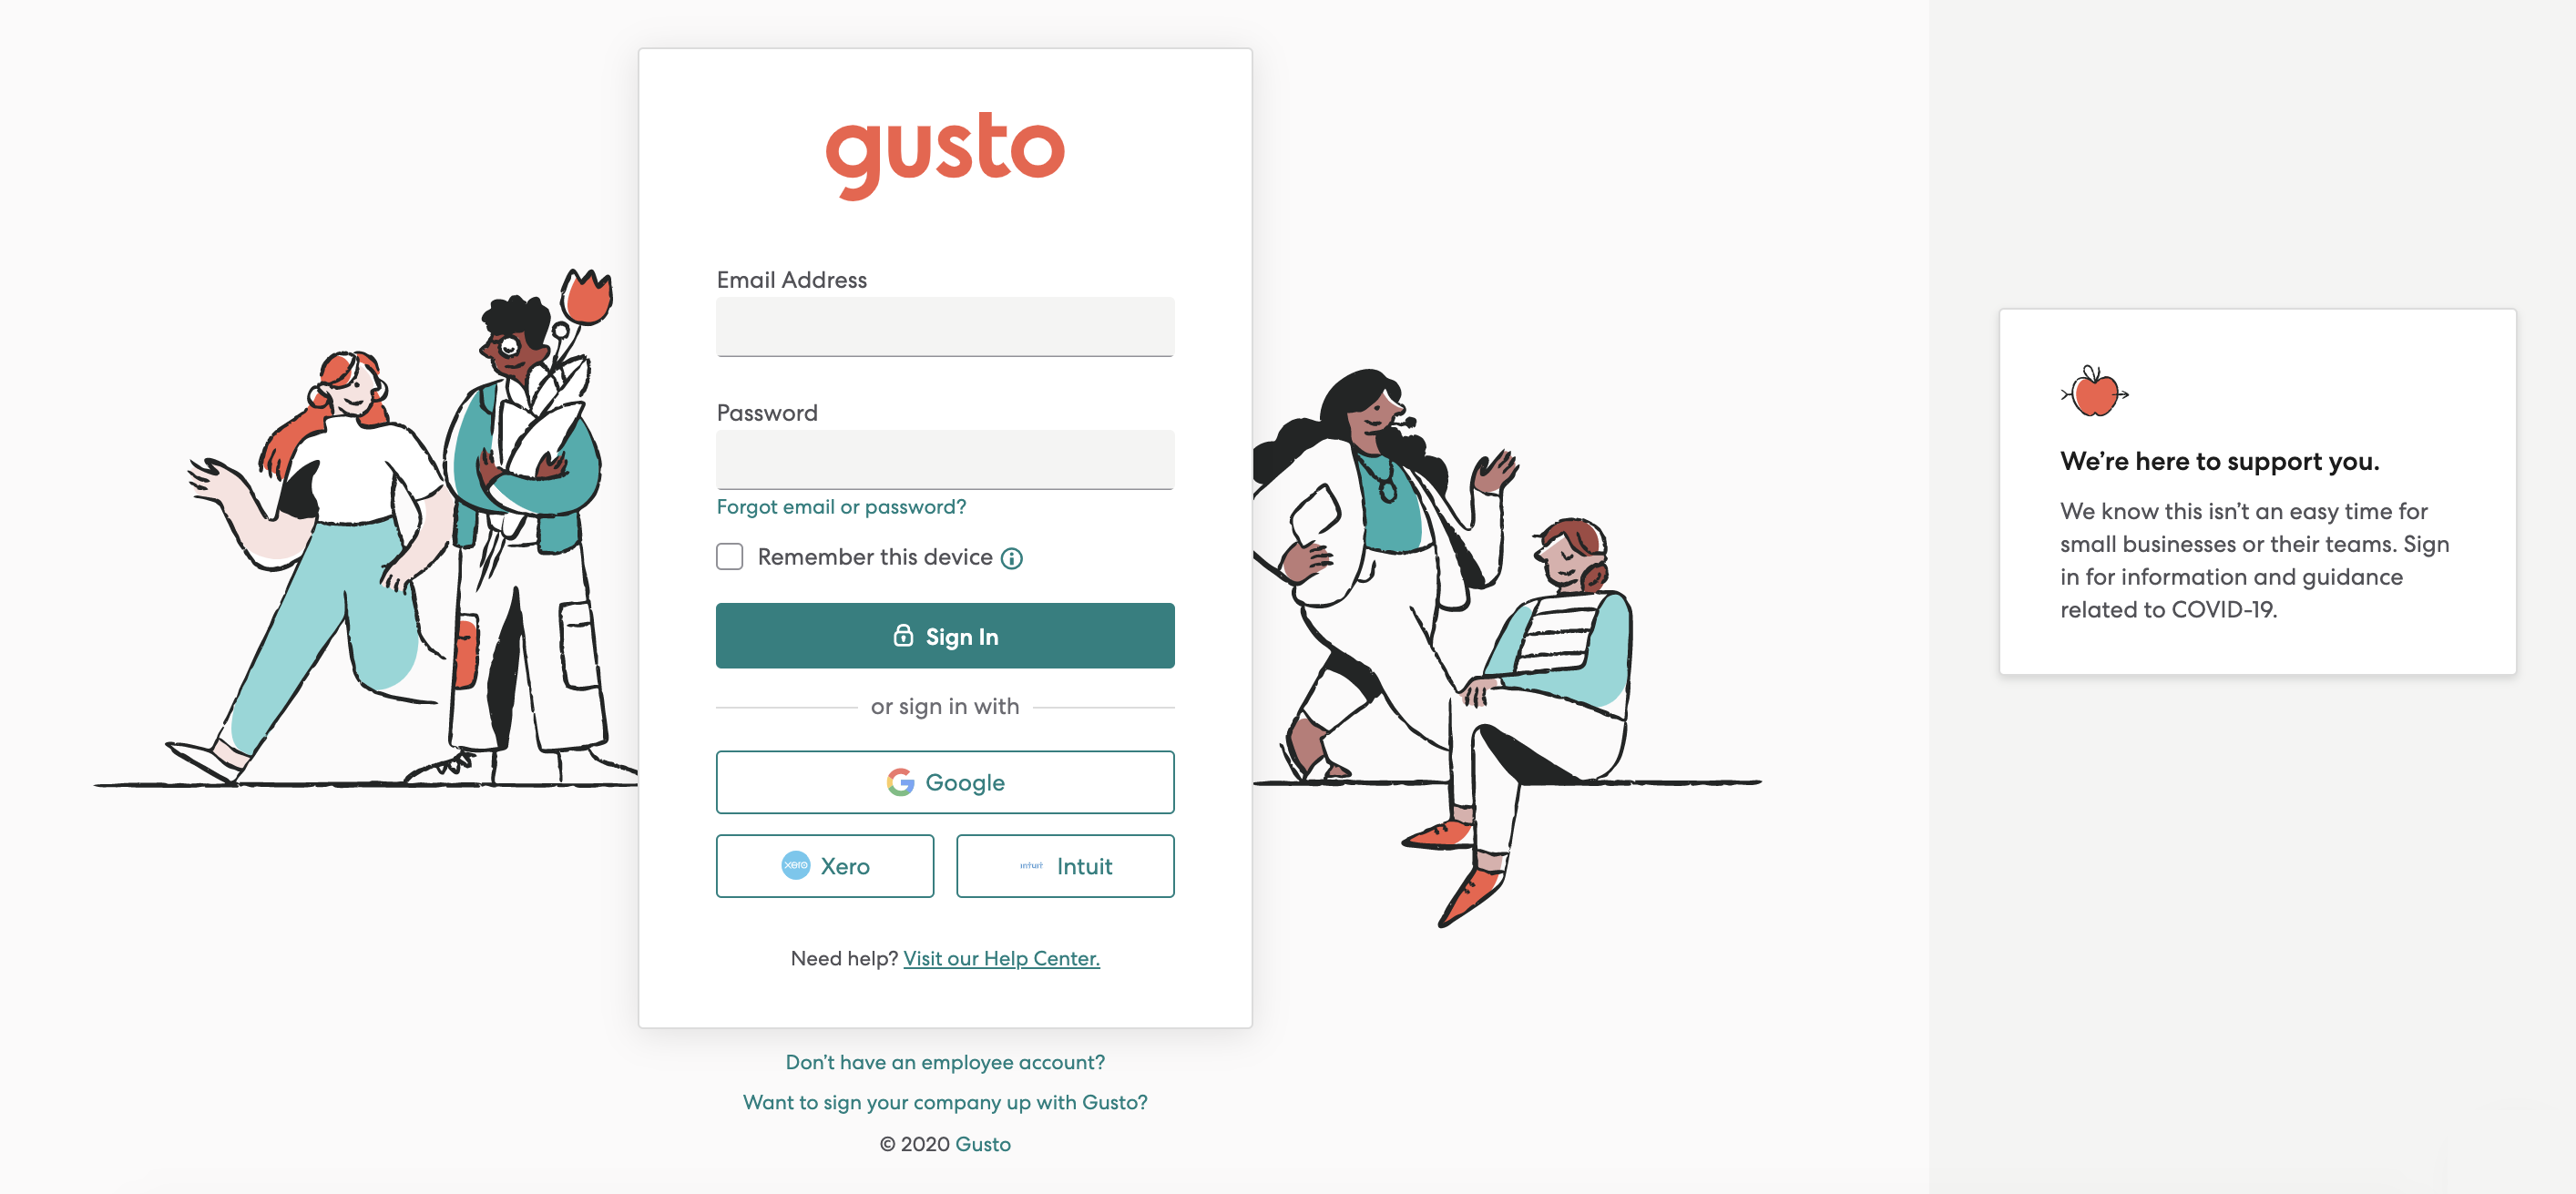 gusto
Email Address
Password
Forgot email or password?
Remember this device
Sign In
or sign in with
Google
xero Xero
intuit Intuit
Need help? Visit our Help Center.
Don't have an employee account?
Want to sign your company up with Gusto?
© 2020 Gusto
We're here to support you.
We know this isn't an easy time for
small businesses or their teams. Sign
in for information and guidance
related to COVID-19.